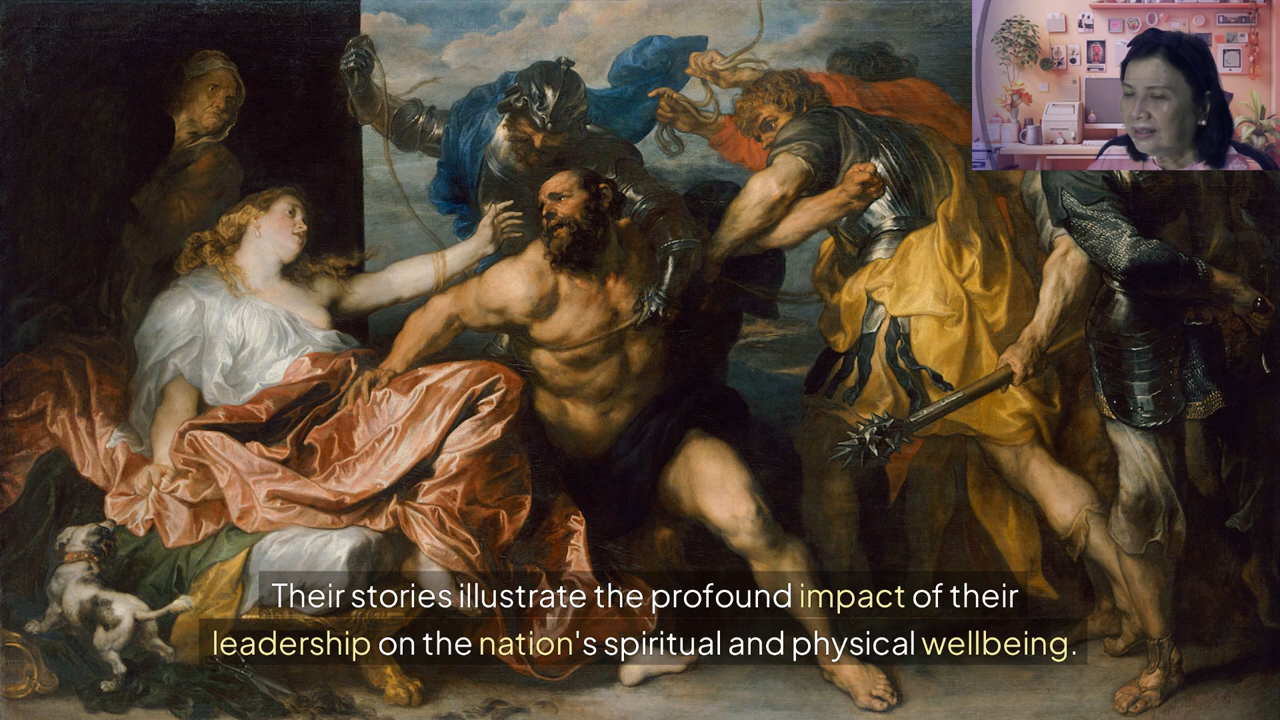 Their stories illustrate the profound impact of their
leadership on the nation's spiritual and physical wellbeing.